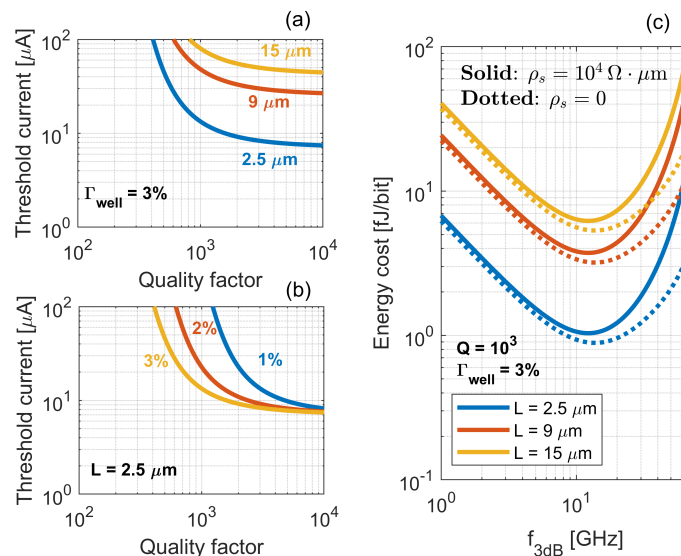 (a)
Threshold current [μA]
10²
10¹
10⁰
15 μm
9 μm
2.5 μm
Γwell = 3%
10² 10³ 10⁴
Quality factor
(b)
Threshold current [μA]
10²
10¹
10⁰
2%
3%
1%
L = 2.5 μm
10² 10³ 10⁴
Quality factor
(c)
Energy cost [fJ/bit]
10²
10¹
10⁰
10⁻¹
Solid: ρₛ = 10⁴ Ω · μm
Dotted: ρₛ = 0
Q = 10³
Γwell = 3%
L = 2.5 μm
L = 9 μm
L = 15 μm
10⁰ 10¹
f3dB [GHz]